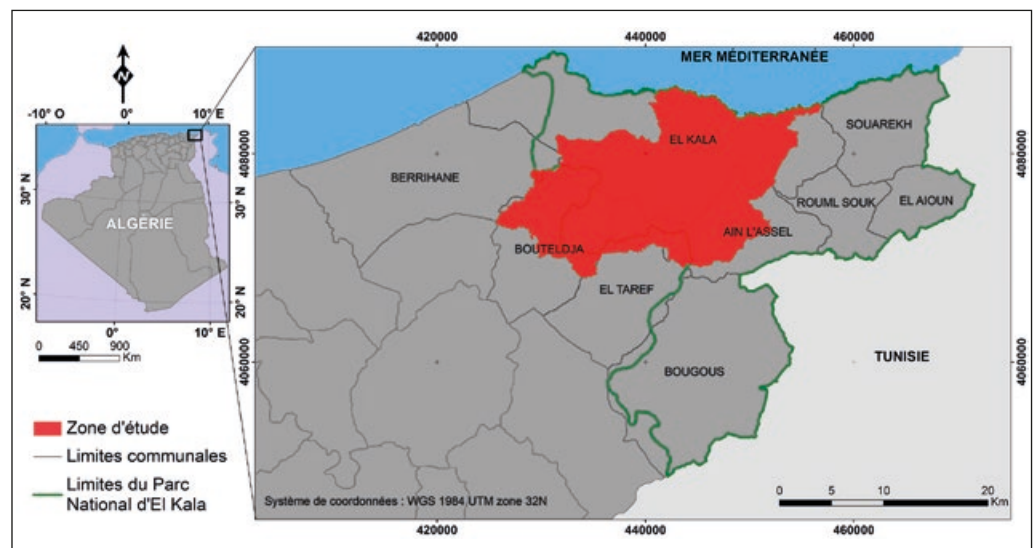 N
-10° O
0°
10° E
30° N
20° N
30° N
20° N
ALGÉRIE
0°
10° E
0
450
900
Km
Zone d'étude
Limites communales
Limites du Parc
National d'El Kala
420000
440000
460000
MER MÉDITERRANÉE
4080000
4080000
SOUAREKH
EL KALA
BERRIHANE
ROUML SOUK
EL AIOUN
AIN L'ASSEL
BOUTELDJA
EL TAREF
TUNISIE
4060000
4060000
BOUGOUS
Système de coordonnées : WGS 1984 UTM zone 32N
0
5
10
20
Km
420000
440000
460000